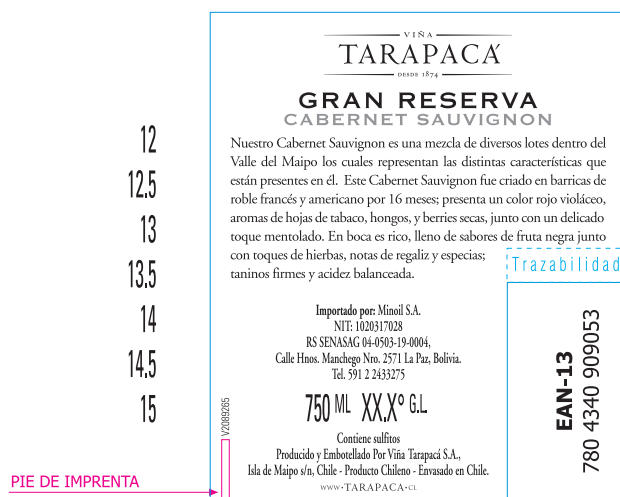 VIÑA
TARAPACÁ
DESDE 1874
GRAN RESERVA
CABERNET SAUVIGNON
Nuestro Cabernet Sauvignon es una mezcla de diversos lotes dentro del
Valle del Maipo los cuales representan las distintas características que
están presentes en él. Este Cabernet Sauvignon fue criado en barricas de
roble francés y americano por 16 meses; presenta un color rojo violáceo,
aromas de hojas de tabaco, hongos, y berries secas, junto con un delicado
toque mentolado. En boca es rico, lleno de sabores de fruta negra junto
con toques de hierbas, notas de regaliz y especias;
taninos firmes y acidez balanceada.
Trazabilidad
Importado por: Minoil S.A.
NIT: 1020317028
RS SENASAG 04-0503-19-0004,
Calle Hnos. Manchego Nro. 2571 La Paz, Bolivia.
Tel. 591 2 2433275
750 ML XX.X° G.L.
Contiene sulfitos
Producido y Embotellado Por Viña Tarapacá S.A.,
Isla de Maipo s/n, Chile - Producto Chileno - Envasado en Chile.
WWW·TARAPACA·CL
12
12.5
13
13.5
14
14.5
15
V2089265
PIE DE IMPRENTA
EAN-13
780 4340 909053